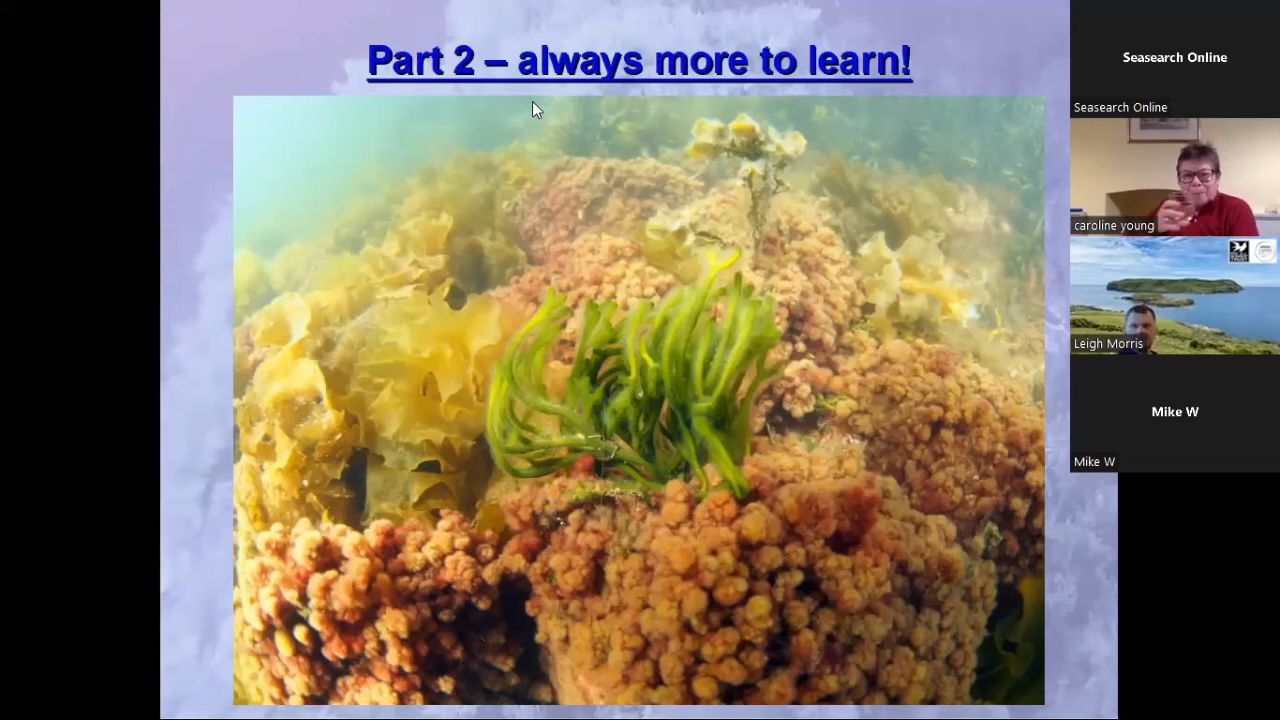 Part 2 – always more to learn!
Seasearch Online
Seasearch Online
caroline young
Leigh Morris
Mike W
Mike W